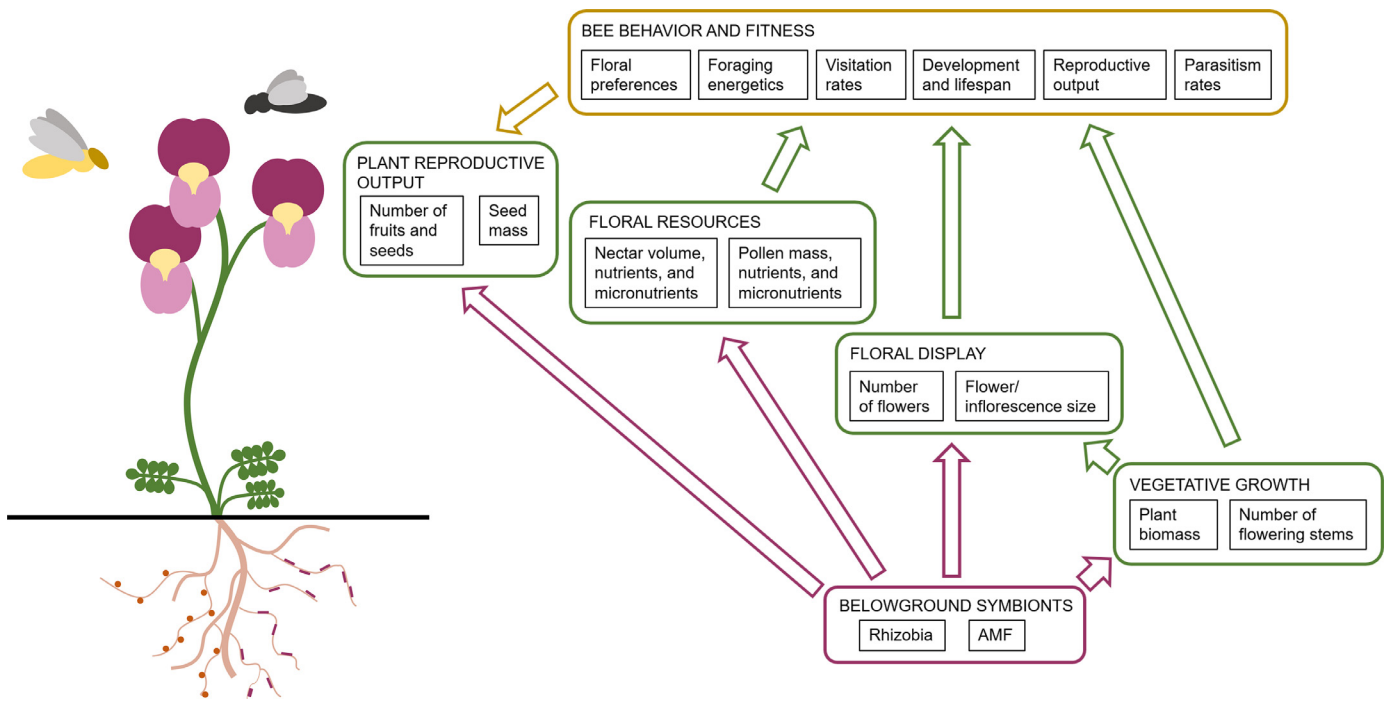 BEE BEHAVIOR AND FITNESS
Floral
preferences
Foraging
energetics
Visitation
rates
Development
and lifespan
Reproductive
output
Parasitism
rates
PLANT REPRODUCTIVE
OUTPUT
Number of
fruits and
seeds
Seed
mass
FLORAL RESOURCES
Nectar volume,
nutrients, and
micronutrients
Pollen mass,
nutrients, and
micronutrients
FLORAL DISPLAY
Number
of flowers
Flower/
inflorescence size
VEGETATIVE GROWTH
Plant
biomass
Number of
flowering stems
BELOWGROUND SYMBIONTS
Rhizobia
AMF